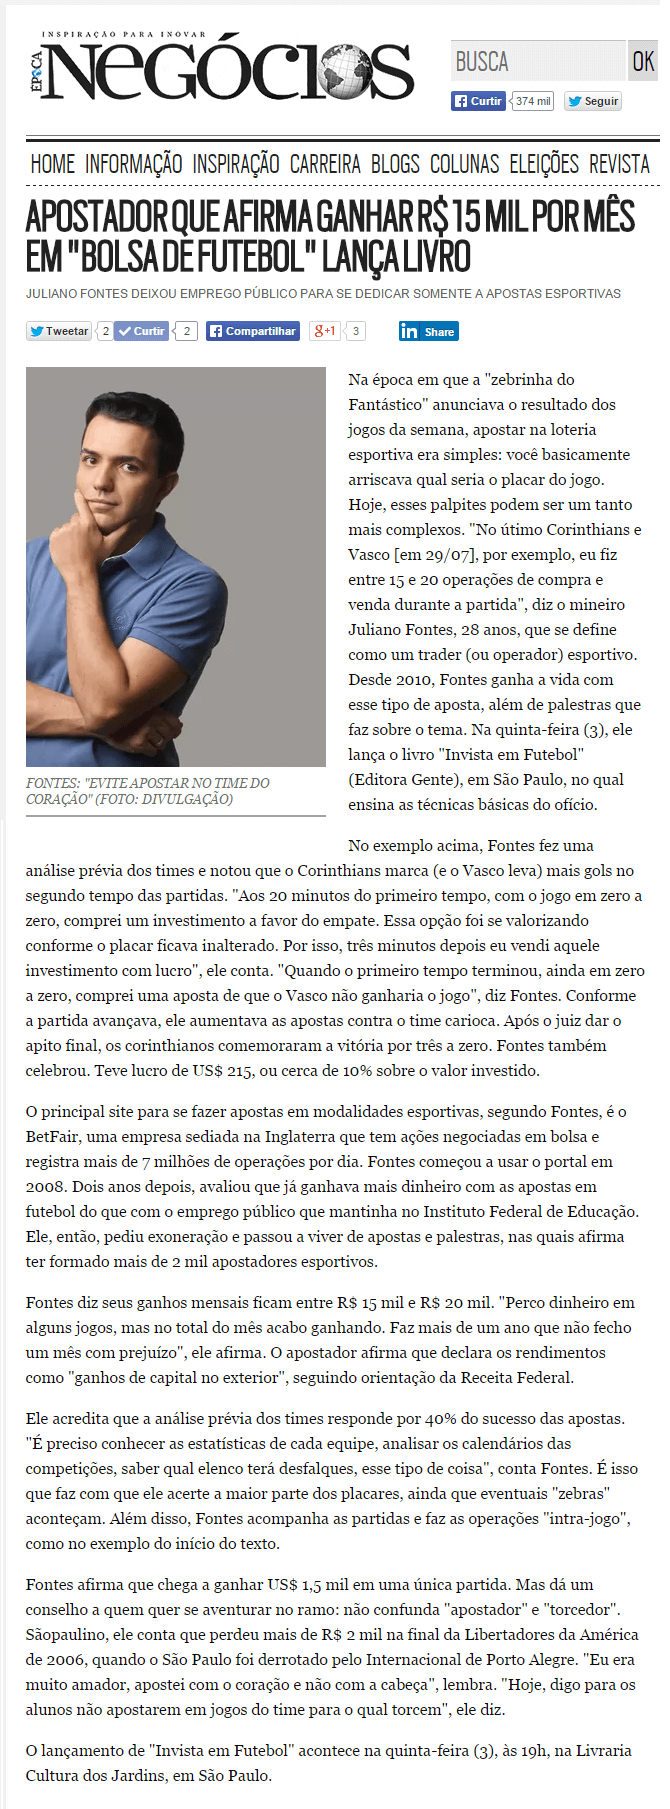 INSPIRAÇÃO PARA INOVAR
ÉPOCA
NEGÓCIOS
BUSCA
OK
Curtir
374 mil
Seguir
HOME INFORMAÇÃO INSPIRAÇÃO CARREIRA BLOGS COLUNAS ELEIÇÕES REVISTA
APOSTADOR QUE AFIRMA GANHAR R$ 15 MIL POR MÊS
EM "BOLSA DE FUTEBOL" LANÇA LIVRO
JULIANO FONTES DEIXOU EMPREGO PÚBLICO PARA SE DEDICAR SOMENTE A APOSTAS ESPORTIVAS
Tweetar 2 Curtir 2 Compartilhar g+1 3 in Share
Na época em que a "zebrinha do
Fantástico" anunciava o resultado dos
jogos da semana, apostar na loteria
esportiva era simples: você basicamente
arriscava qual seria o placar do jogo.
Hoje, esses palpites podem ser um tanto
mais complexos. "No útimo Corinthians e
Vasco [em 29/07], por exemplo, eu fiz
entre 15 e 20 operações de compra e
venda durante a partida", diz o mineiro
Juliano Fontes, 28 anos, que se define
como um trader (ou operador) esportivo.
Desde 2010, Fontes ganha a vida com
esse tipo de aposta, além de palestras que
faz sobre o tema. Na quinta-feira (3), ele
lança o livro "Invista em Futebol"
(Editora Gente), em São Paulo, no qual
ensina as técnicas básicas do ofício.
FONTES: "EVITE APOSTAR NO TIME DO
CORAÇÃO" (FOTO: DIVULGAÇÃO)
No exemplo acima, Fontes fez uma
análise prévia dos times e notou que o Corinthians marca (e o Vasco leva) mais gols no
segundo tempo das partidas. "Aos 20 minutos do primeiro tempo, com o jogo em zero a
zero, comprei um investimento a favor do empate. Essa opção foi se valorizando
conforme o placar ficava inalterado. Por isso, três minutos depois eu vendi aquele
investimento com lucro", ele conta. "Quando o primeiro tempo terminou, ainda em zero
a zero, comprei uma aposta de que o Vasco não ganharia o jogo", diz Fontes. Conforme
a partida avançava, ele aumentava as apostas contra o time carioca. Após o juiz dar o
apito final, os corinthianos comemoraram a vitória por três a zero. Fontes também
celebrou. Teve lucro de US$ 215, ou cerca de 10% sobre o valor investido.
O principal site para se fazer apostas em modalidades esportivas, segundo Fontes, é o
BetFair, uma empresa sediada na Inglaterra que tem ações negociadas em bolsa e
registra mais de 7 milhões de operações por dia. Fontes começou a usar o portal em
2008. Dois anos depois, avaliou que já ganhava mais dinheiro com as apostas em
futebol do que com o emprego público que mantinha no Instituto Federal de Educação.
Ele, então, pediu exoneração e passou a viver de apostas e palestras, nas quais afirma
ter formado mais de 2 mil apostadores esportivos.
Fontes diz seus ganhos mensais ficam entre R$ 15 mil e R$ 20 mil. "Perco dinheiro em
alguns jogos, mas no total do mês acabo ganhando. Faz mais de um ano que não fecho
um mês com prejuízo", ele afirma. O apostador afirma que declara os rendimentos
como "ganhos de capital no exterior", seguindo orientação da Receita Federal.
Ele acredita que a análise prévia dos times responde por 40% do sucesso das apostas.
"É preciso conhecer as estatísticas de cada equipe, analisar os calendários das
competições, saber qual elenco terá desfalques, esse tipo de coisa", conta Fontes. É isso
que faz com que ele acerte a maior parte dos placares, ainda que eventuais "zebras"
aconteçam. Além disso, Fontes acompanha as partidas e faz as operações "intra-jogo",
como no exemplo do início do texto.
Fontes afirma que chega a ganhar US$ 1,5 mil em uma única partida. Mas dá um
conselho a quem quer se aventurar no ramo: não confunda "apostador" e "torcedor".
Sãopaulino, ele conta que perdeu mais de R$ 2 mil na final da Libertadores da América
de 2006, quando o São Paulo foi derrotado pelo Internacional de Porto Alegre. "Eu era
muito amador, apostei com o coração e não com a cabeça", lembra. "Hoje, digo para os
alunos não apostarem em jogos do time para o qual torcem", ele diz.
O lançamento de "Invista em Futebol" acontece na quinta-feira (3), às 19h, na Livraria
Cultura dos Jardins, em São Paulo.